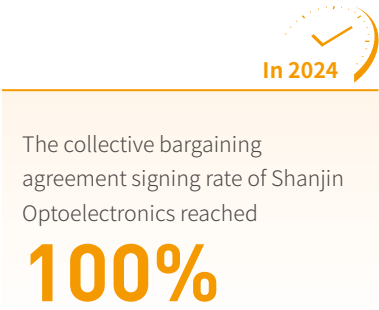 In 2024
The collective bargaining
agreement signing rate of Shanjin
Optoelectronics reached
100%